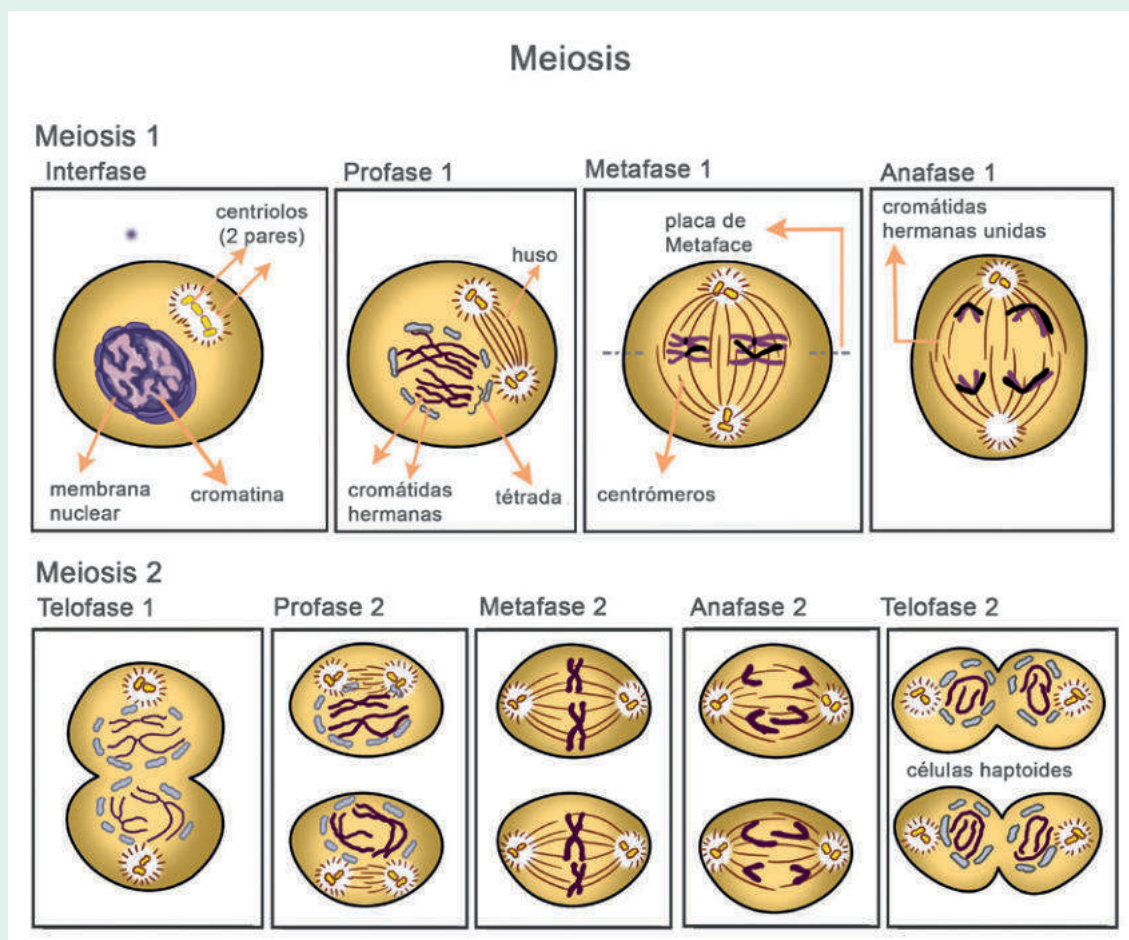 Meiosis
Meiosis 1
Interfase
centriolos
(2 pares)
membrana
nuclear
cromatina
Profase 1
huso
cromátidas
hermanas
tétrada
Metafase 1
placa de
Metaface
centrómeros
Anafase 1
cromátidas
hermanas unidas
Meiosis 2
Telofase 1
Profase 2
Metafase 2
Anafase 2
Telofase 2
células haptoides